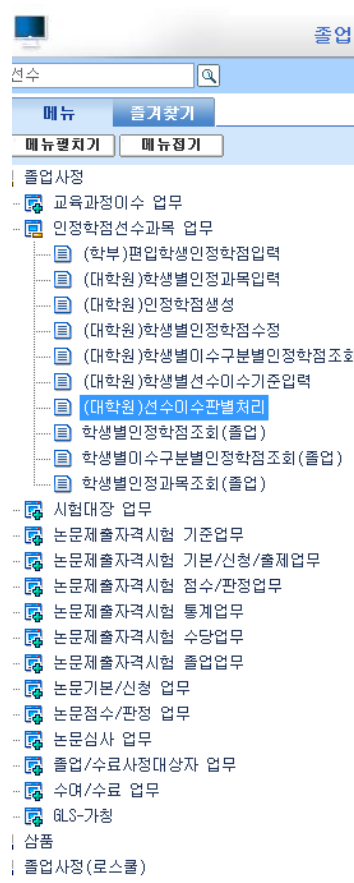 졸업
선수
메뉴 즐겨찾기
메뉴펼치기 메뉴접기
졸업사정
교육과정이수 업무
인정학점선수과목 업무
(학부)편입학생인정학점입력
(대학원)학생별인정과목입력
(대학원)인정학점생성
(대학원)학생별인정학점수정
(대학원)학생별이수구분별인정학점조회
(대학원)학생별선수이수기준입력
(대학원)선수이수판별처리
학생별인정학점조회(졸업)
학생별이수구분별인정학점조회(졸업)
학생별인정과목조회(졸업)
시험대장 업무
논문제출자격시험 기준업무
논문제출자격시험 기본/신청/출제업무
논문제출자격시험 점수/판정업무
논문제출자격시험 통계업무
논문제출자격시험 수당업무
논문제출자격시험 졸업업무
논문기본/신청 업무
논문점수/판정 업무
논문심사 업무
졸업/수료사정대상자 업무
수여/수료 업무
GLS-가칭
삼품
졸업사정(로스쿨)